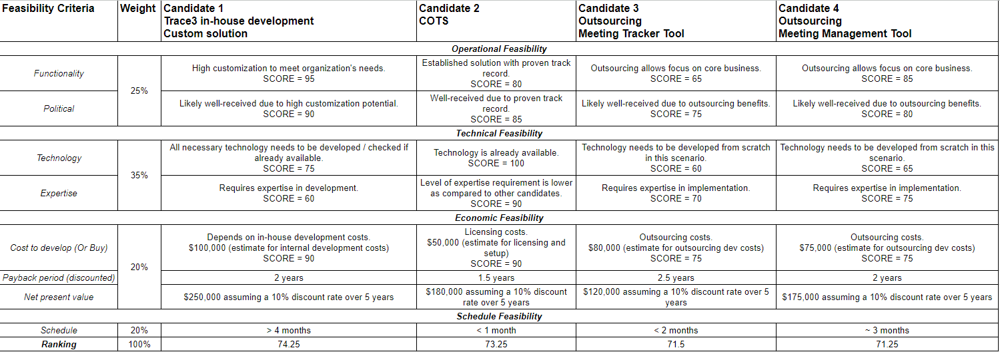 Feasibility Criteria
Weight
Candidate 1
Trace3 in-house development
Custom solution
Candidate 2
COTS
Candidate 3
Outsourcing
Meeting Tracker Tool
Candidate 4
Outsourcing
Meeting Management Tool
Operational Feasibility
Functionality
25%
High customization to meet organization's needs.
SCORE = 95
Established solution with proven track
record.
SCORE = 80
Outsourcing allows focus on core business.
SCORE = 65
Outsourcing allows focus on core business.
SCORE = 85
Political
Likely well-received due to high customization potential.
SCORE = 90
Well-received due to proven track
record.
SCORE = 85
Likely well-received due to outsourcing benefits.
SCORE = 75
Likely well-received due to outsourcing benefits.
SCORE = 80
Technical Feasibility
Technology
35%
All necessary technology needs to be developed / checked if
already available.
SCORE = 75
Technology is already available.
SCORE = 100
Technology needs to be developed from scratch
in this scenario.
SCORE = 60
Technology needs to be developed from scratch in this
scenario.
SCORE = 65
Expertise
Requires expertise in development.
SCORE = 60
Level of expertise requirement is lower
as compared to other candidates.
SCORE = 90
Requires expertise in implementation.
SCORE = 70
Requires expertise in implementation.
SCORE = 75
Economic Feasibility
Cost to develop (Or Buy)
20%
Depends on in-house development costs.
$100,000 (estimate for internal development costs)
SCORE = 90
Licensing costs.
$50,000 (estimate for licensing and
setup)
SCORE = 90
Outsourcing costs.
$80,000 (estimate for outsourcing dev costs)
SCORE = 75
Outsourcing costs.
$75,000 (estimate for outsourcing dev costs)
SCORE = 75
Payback period (discounted)
2 years
1.5 years
2.5 years
2 years
Net present value
$250,000 assuming a 10% discount rate over 5 years
$180,000 assuming a 10% discount
rate over 5 years
$120,000 assuming a 10% discount rate over 5
years
$175,000 assuming a 10% discount rate over 5 years
Schedule Feasibility
Schedule
20%
> 4 months
< 1 month
< 2 months
~ 3 months
Ranking
100%
74.25
73.25
71.5
71.25